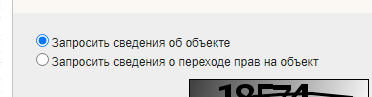 Запросить сведения об объекте
Запросить сведения о переходе прав на объект